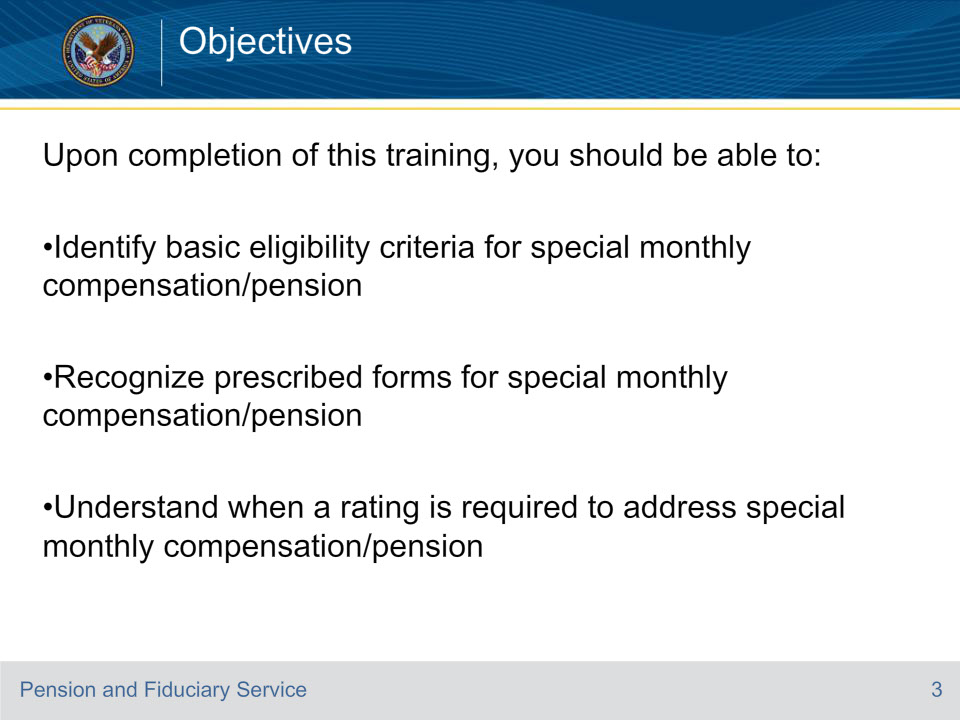 Objectives
Upon completion of this training, you should be able to:
•Identify basic eligibility criteria for special monthly
compensation/pension
•Recognize prescribed forms for special monthly
compensation/pension
•Understand when a rating is required to address special
monthly compensation/pension
Pension and Fiduciary Service
3